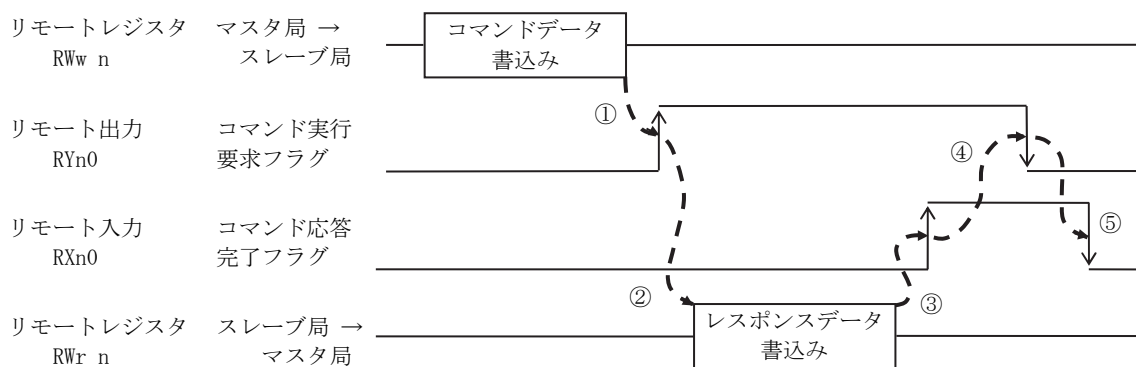 リモートレジスタ マスタ局 →
RWw n スレーブ局
コマンドデータ
書込み
①
リモート出力 コマンド実行
RYn0 要求フラグ
④
リモート入力 コマンド応答
RXn0 完了フラグ
⑤
②
③
リモートレジスタ スレーブ局 →
RWr n マスタ局
レスポンスデータ
書込み